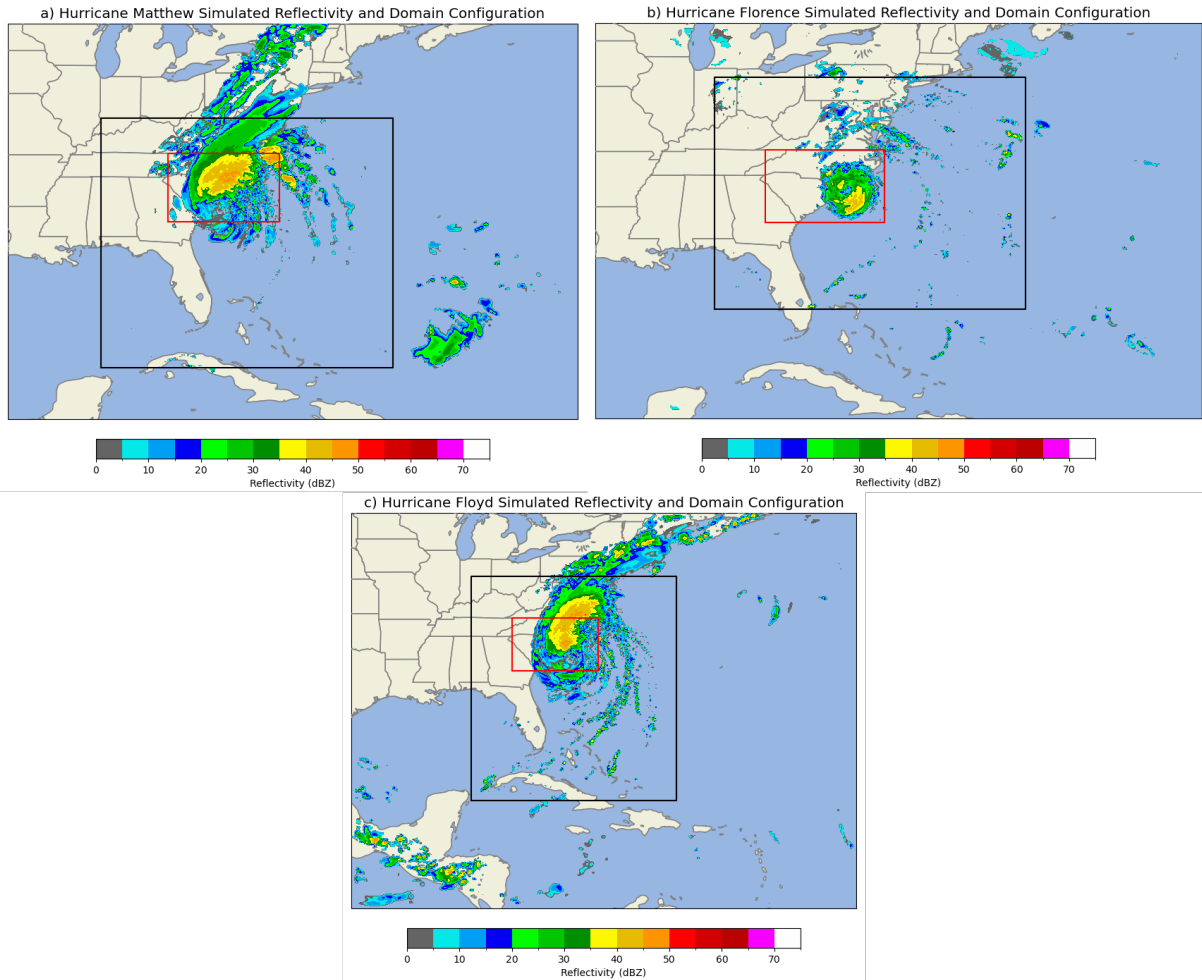 a) Hurricane Matthew Simulated Reflectivity and Domain Configuration
0 10 20 30 40 50 60 70
Reflectivity (dBZ)
b) Hurricane Florence Simulated Reflectivity and Domain Configuration
0 10 20 30 40 50 60 70
Reflectivity (dBZ)
c) Hurricane Floyd Simulated Reflectivity and Domain Configuration
0 10 20 30 40 50 60 70
Reflectivity (dBZ)